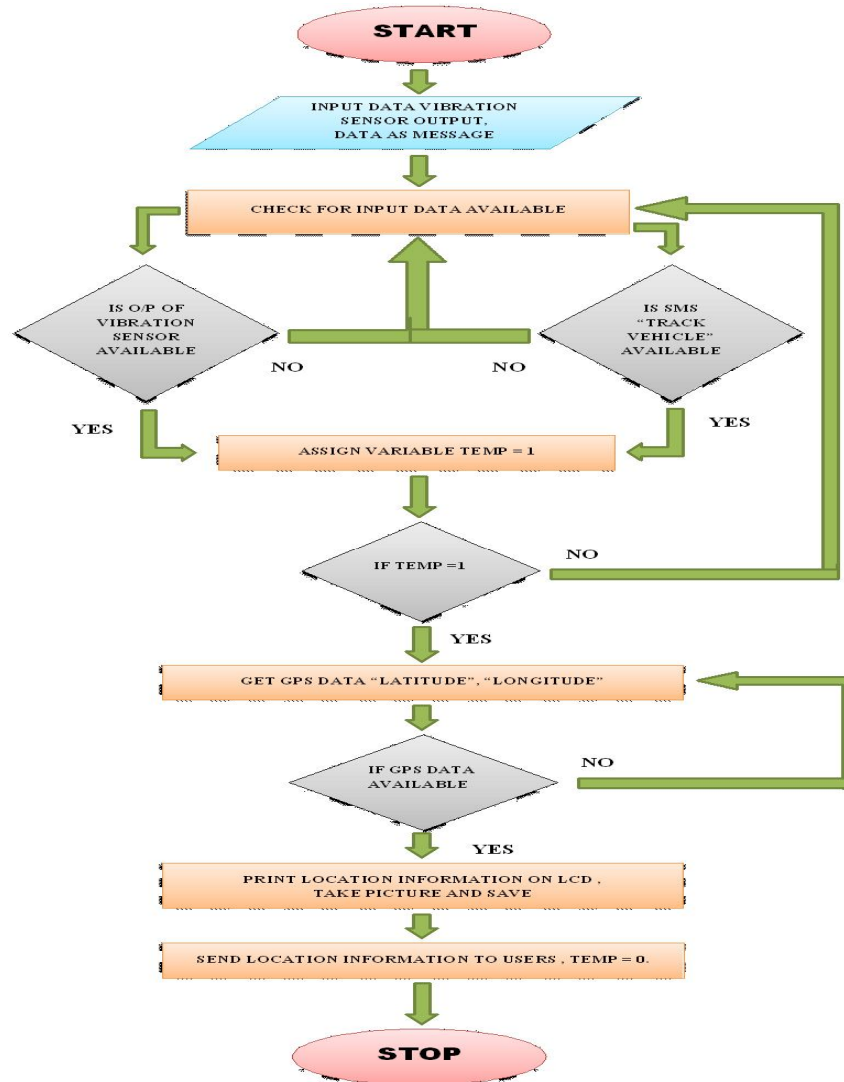 START
INPUT DATA VIBRATION
SENSOR OUTPUT,
DATA AS MESSAGE
CHECK FOR INPUT DATA AVAILABLE
IS O/P OF
VIBRATION
SENSOR
AVAILABLE
IS SMS
“TRACK
VEHICLE”
AVAILABLE
NO
NO
YES
YES
ASSIGN VARIABLE TEMP = 1
IF TEMP =1
NO
YES
GET GPS DATA “LATITUDE”, “LONGITUDE”
IF GPS DATA
AVAILABLE
NO
YES
PRINT LOCATION INFORMATION ON LCD ,
TAKE PICTURE AND SAVE
SEND LOCATION INFORMATION TO USERS , TEMP = 0.
STOP